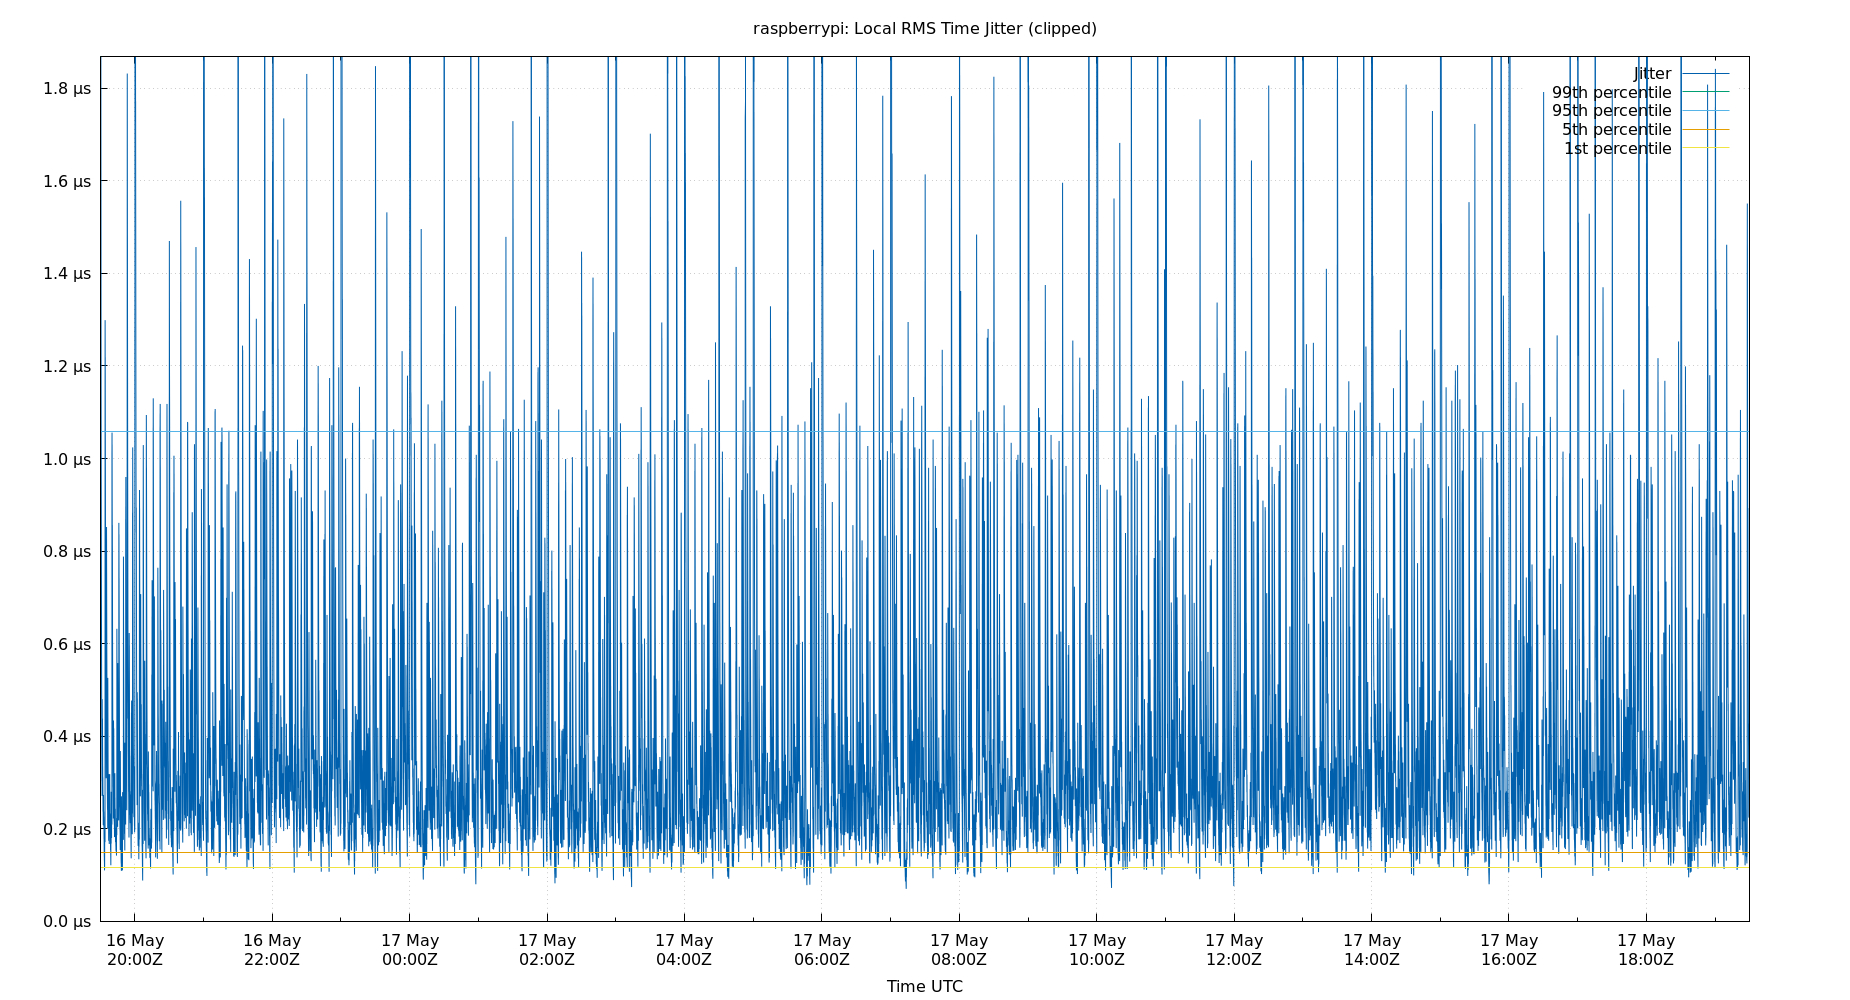 raspberrypi: Local RMS Time Jitter (clipped)
Jitter
99th percentile
95th percentile
5th percentile
1st percentile
1.8 µs
1.6 µs
1.4 µs
1.2 µs
1.0 µs
0.8 µs
0.6 µs
0.4 µs
0.2 µs
0.0 µs
16 May 16 May 17 May 17 May 17 May 17 May 17 May 17 May 17 May 17 May 17 May 17 May
20:00Z 22:00Z 00:00Z 02:00Z 04:00Z 06:00Z 08:00Z 10:00Z 12:00Z 14:00Z 16:00Z 18:00Z
Time UTC